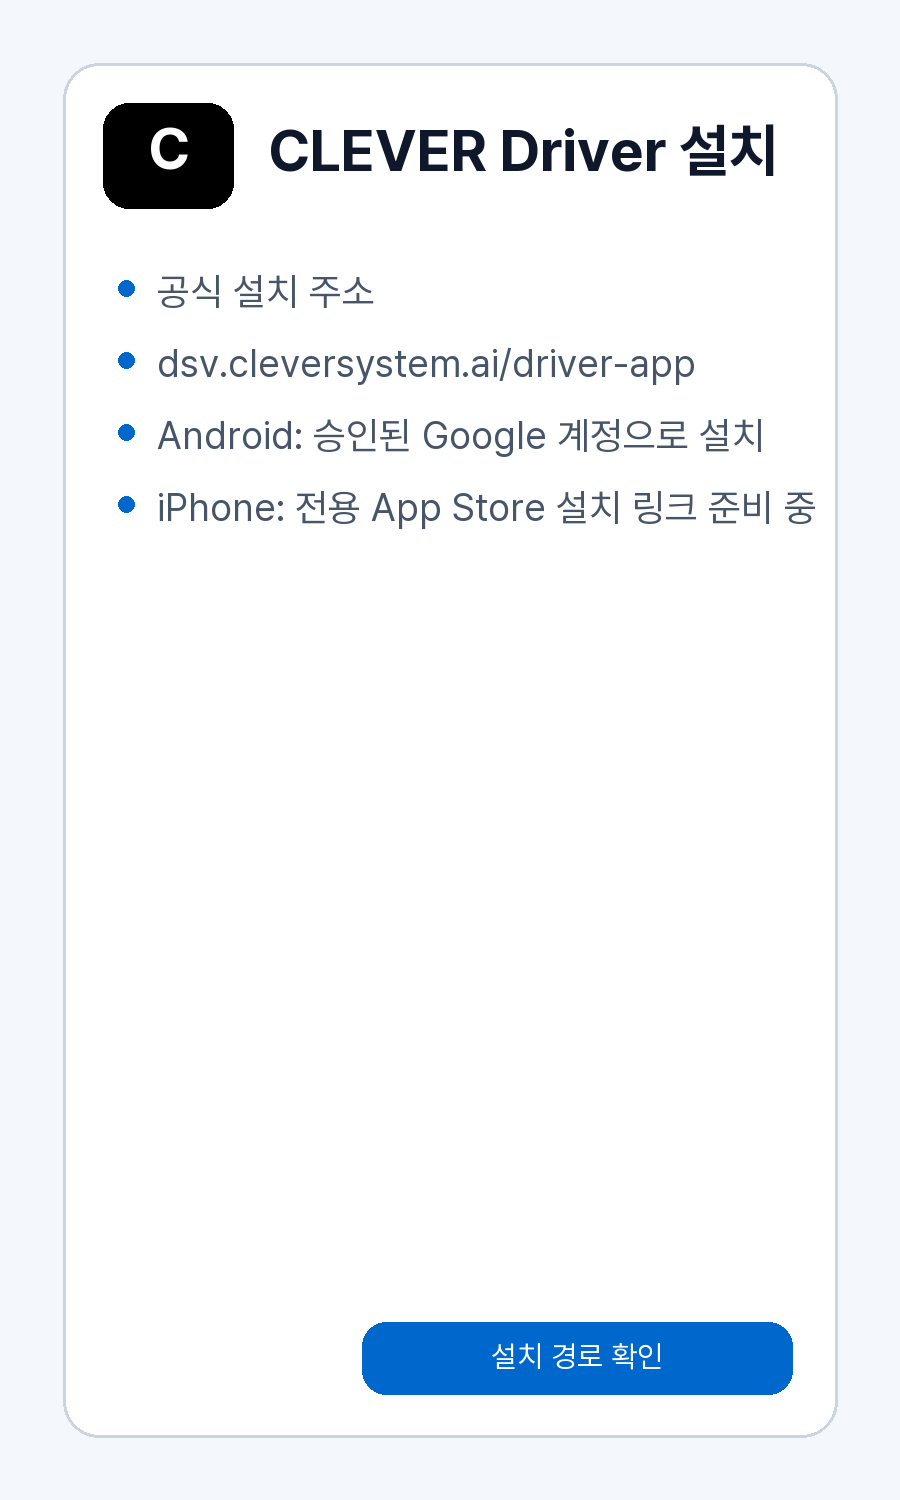 C
CLEVER Driver 설치
공식 설치 주소
dsv.cleversystem.ai/driver-app
Android: 승인된 Google 계정으로 설치
iPhone: 전용 App Store 설치 링크 준비 중
설치 경로 확인